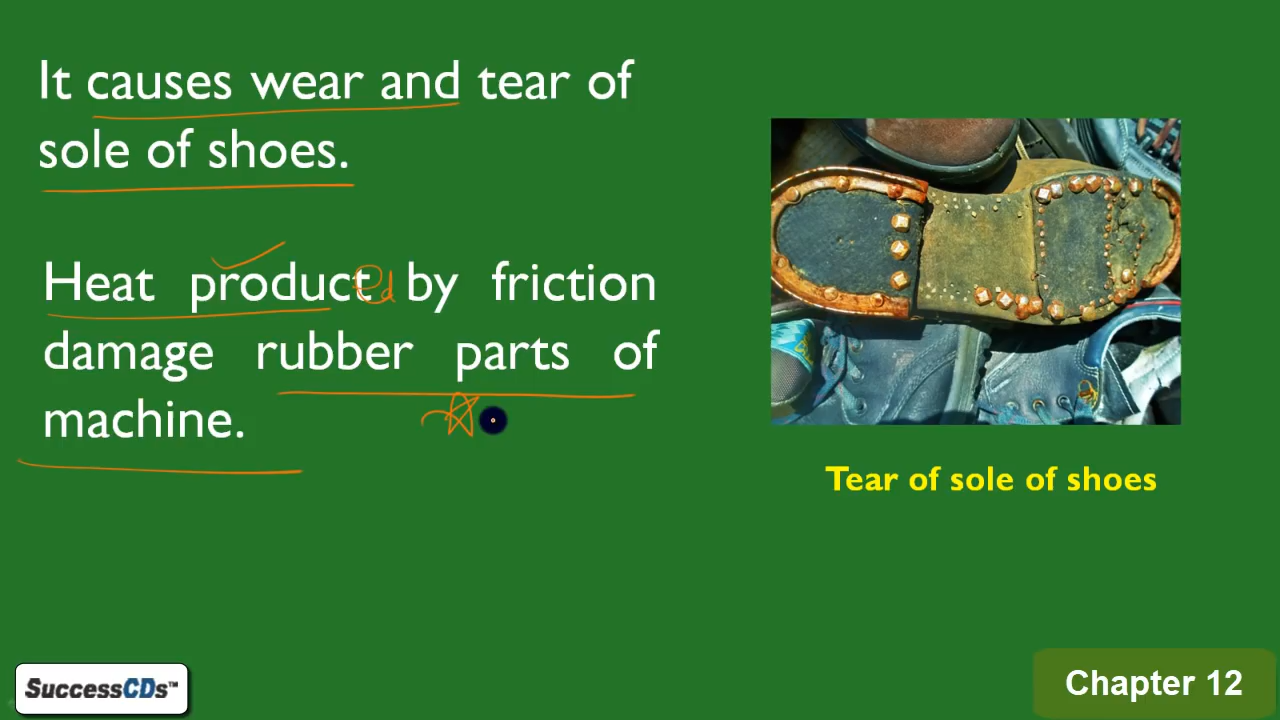 It causes wear and tear of
sole of shoes.
Heat product ed by friction
damage rubber parts of
machine.
Tear of sole of shoes
SuccessCDs™
Chapter 12